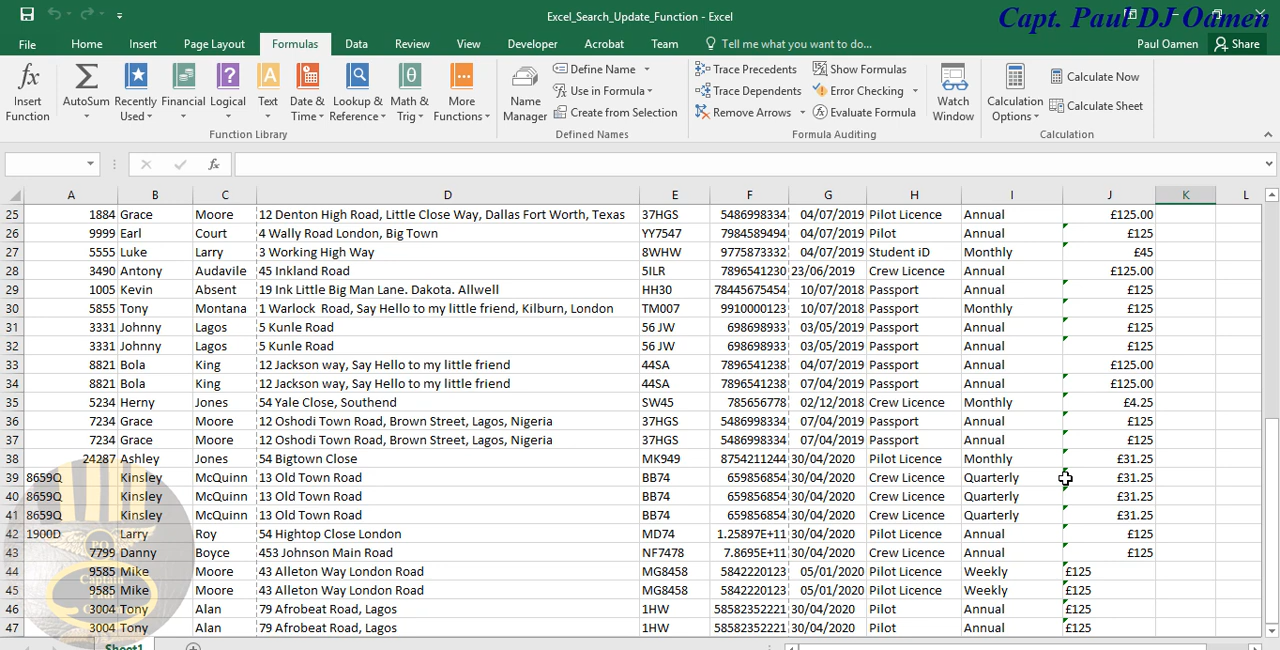 Excel_Search_Update_Function - Excel
Capt. Paul DJ Oamen
File Home Insert Page Layout Formulas Data Review View Developer Acrobat Team Tell me what you want to do... Paul Oamen Share
Insert Function
AutoSum
Recently Used
Financial
Logical
Text
Date & Time
Lookup & Reference
Math & Trig
More Functions
Function Library
Name Manager
Define Name
Use in Formula
Create from Selection
Defined Names
Trace Precedents
Trace Dependents
Remove Arrows
Show Formulas
Error Checking
Evaluate Formula
Formula Auditing
Watch Window
Calculation Options
Calculate Now
Calculate Sheet
Calculation
fx
A B C D E F G H I J K L
25 1884 Grace Moore 12 Denton High Road, Little Close Way, Dallas Fort Worth, Texas 37HGS 5486998334 04/07/2019 Pilot Licence Annual £125.00
26 9999 Earl Court 4 Wally Road London, Big Town YY7547 7984589494 04/07/2019 Pilot Annual £125
27 5555 Luke Larry 3 Working High Way 8WHW 9775873332 04/07/2019 Student iD Monthly £45
28 3490 Antony Audavile 45 Inkland Road 5ILR 7896541230 23/06/2019 Crew Licence Annual £125.00
29 1005 Kevin Absent 19 Ink Little Big Man Lane. Dakota. Allwell HH30 78445675454 10/07/2018 Passport Annual £125
30 5855 Tony Montana 1 Warlock Road, Say Hello to my little friend, Kilburn, London TM007 9910000123 10/07/2018 Passport Annual £125
31 3331 Johnny Lagos 5 Kunle Road 56 JW 698698933 03/05/2019 Passport Annual £125
32 3331 Johnny Lagos 5 Kunle Road 56 JW 698698933 03/05/2019 Passport Annual £125
33 8821 Bola King 12 Jackson way, Say Hello to my little friend 44SA 7896541238 04/07/2019 Passport Annual £125.00
34 8821 Bola King 12 Jackson way, Say Hello to my little friend 44SA 7896541238 07/04/2019 Passport Annual £125.00
35 5234 Herny Jones 54 Yale Close, Southend SW45 785656778 02/12/2018 Crew Licence Monthly £4.25
36 7234 Grace Moore 12 Oshodi Town Road, Brown Street, Lagos, Nigeria 37HGS 5486998334 07/04/2019 Passport Annual £125
37 7234 Grace Moore 12 Oshodi Town Road, Brown Street, Lagos, Nigeria 37HGS 5486998334 07/04/2019 Passport Annual £125
38 24287 Ashley Jones 54 Bigtown Close MK949 8754211244 30/04/2020 Pilot Licence Monthly £31.25
39 8659Q Kinsley McQuinn 13 Old Town Road BB74 659856854 30/04/2020 Crew Licence Quarterly £31.25
40 8659Q Kinsley McQuinn 13 Old Town Road BB74 659856854 30/04/2020 Crew Licence Quarterly £31.25
41 8659Q Kinsley McQuinn 13 Old Town Road BB74 659856854 30/04/2020 Crew Licence Quarterly £31.25
42 1900D Larry Roy 54 Hightop Close London MD74 1.25897E+11 30/04/2020 Pilot Licence Annual £125
43 7799 Danny Boyce 453 Johnson Main Road NF7478 7.8695E+11 30/04/2020 Crew Licence Annual £125
44 9585 Mike Moore 43 Alleton Way London Road MG8458 5842220123 05/01/2020 Pilot Licence Weekly £125
45 9585 Mike Moore 43 Alleton Way London Road MG8458 5842220123 05/01/2020 Pilot Licence Weekly £125
46 3004 Tony Alan 79 Afrobeat Road, Lagos 1HW 58582352221 30/04/2020 Pilot Annual £125
47 3004 Tony Alan 79 Afrobeat Road, Lagos 1HW 58582352221 30/04/2020 Pilot Annual £125
Sheet1